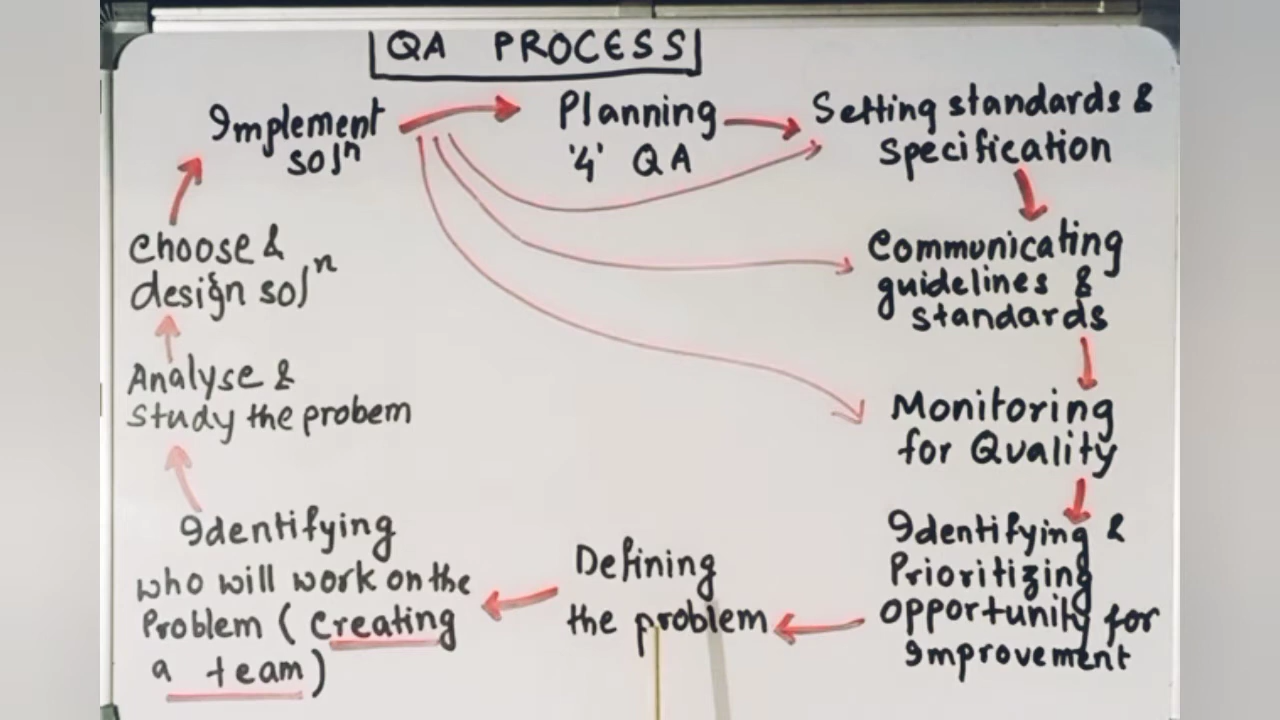 QA PROCESS
Implement
solⁿ
Planning
'4' QA
Setting standards &
specification
Communicating
guidelines &
standards
Monitoring
for Quality
Identifying &
Prioritizing
opportunity for
Improvement
Defining
the problem
Identifying
who will work on the
Problem (creating
a team)
Analyse &
Study the probem
Choose &
design solⁿ